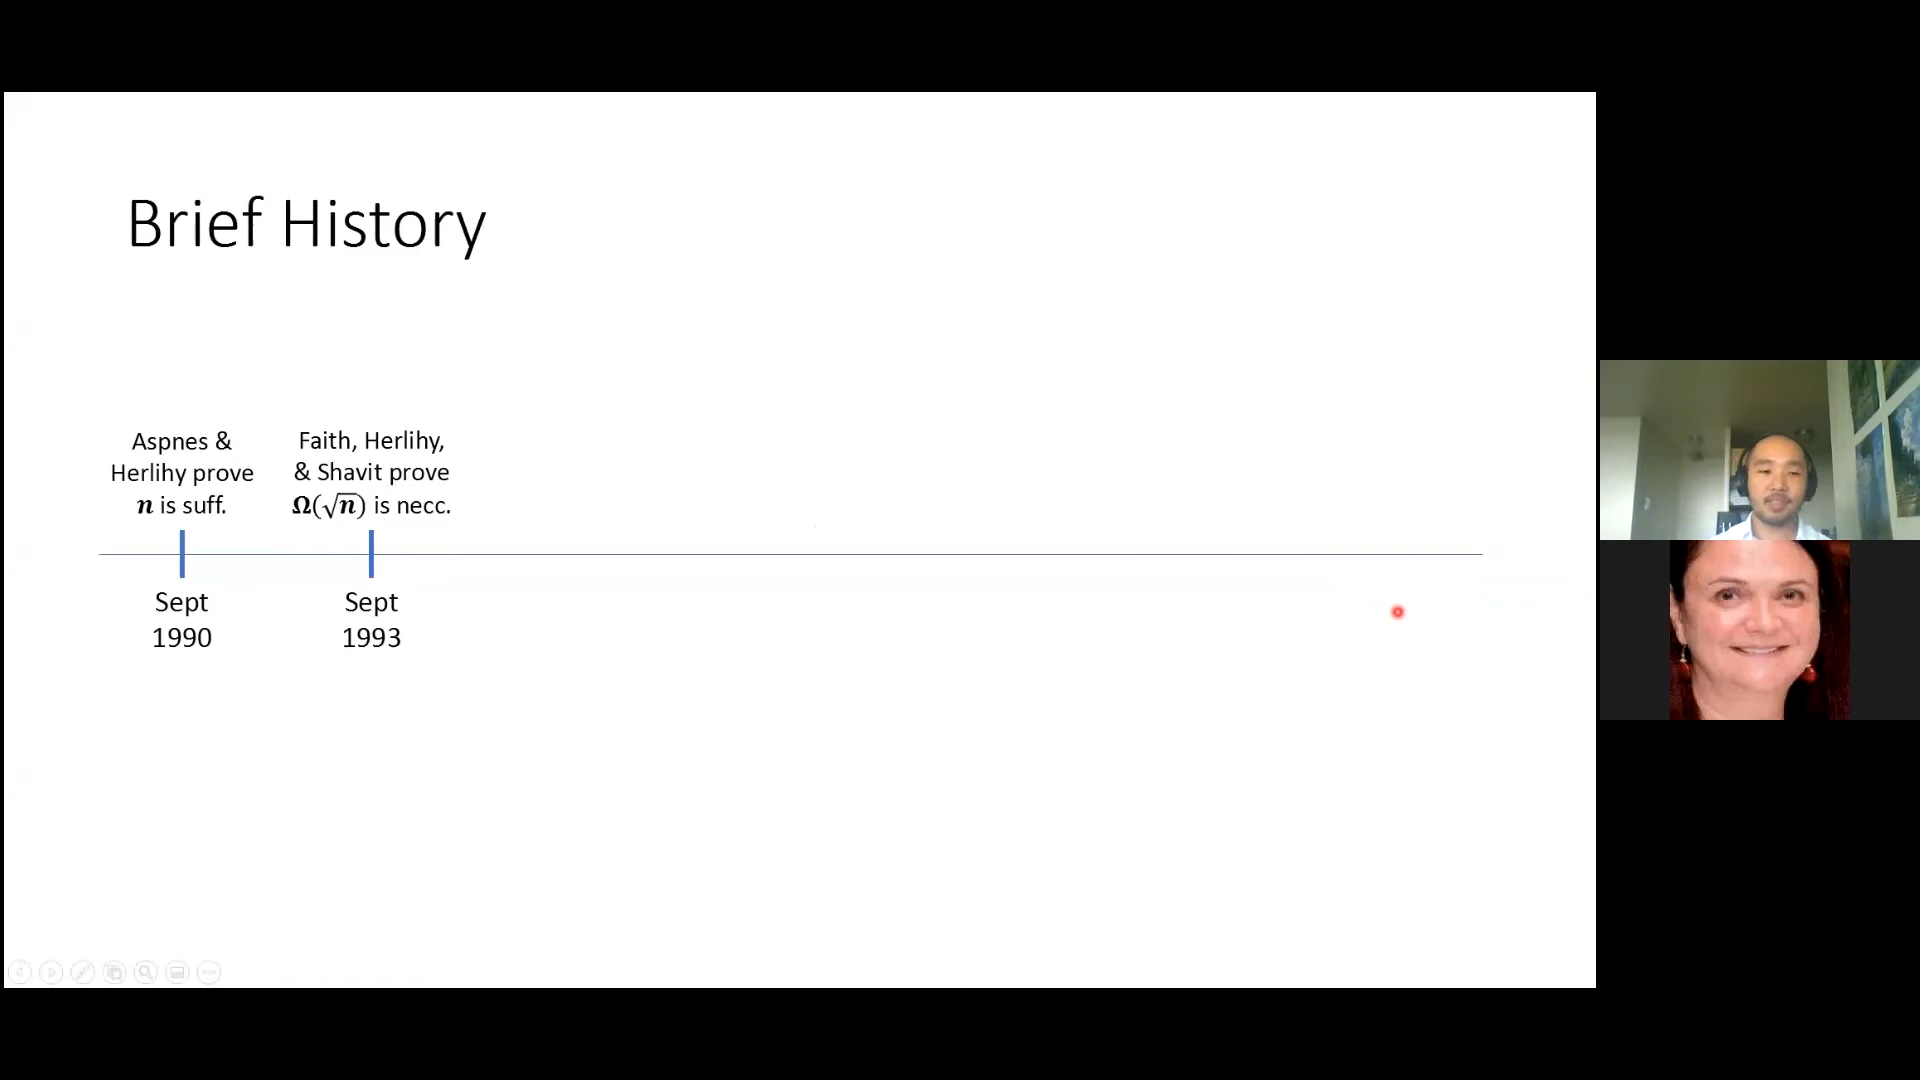 Brief History
Aspnes &
Herlihy prove
n is suff.
Faith, Herlihy,
& Shavit prove
Ω(√n) is necc.
Sept
1990
Sept
1993